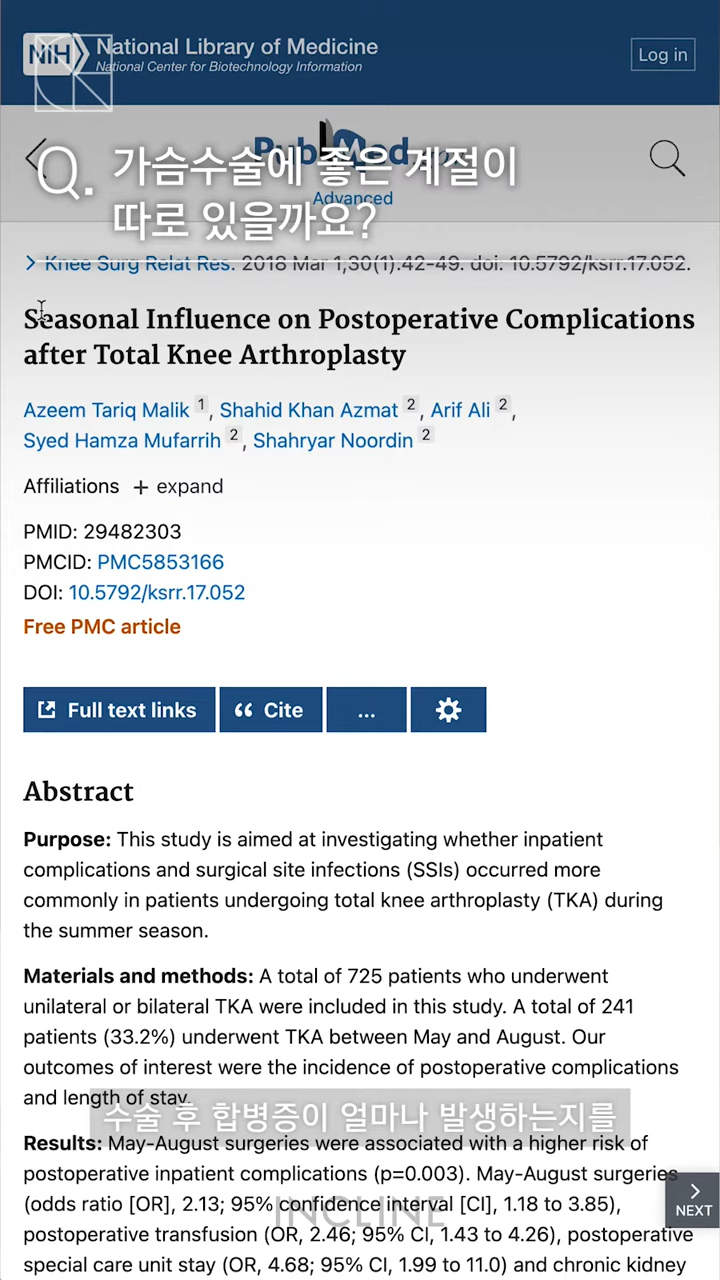 NIH National Library of Medicine
National Center for Biotechnology Information
Log in
PubMed
Q. 가슴수술에 좋은 계절이
따로 있을까요?
Advanced
> Knee Surg Relat Res. 2018 Mar 1;30(1):42-49. doi: 10.5792/ksrr.17.052.
Seasonal Influence on Postoperative Complications
after Total Knee Arthroplasty
Azeem Tariq Malik 1, Shahid Khan Azmat 2, Arif Ali 2,
Syed Hamza Mufarrih 2, Shahryar Noordin 2
Affiliations + expand
PMID: 29482303
PMCID: PMC5853166
DOI: 10.5792/ksrr.17.052
Free PMC article
Full text links
Cite
...
Abstract
Purpose: This study is aimed at investigating whether inpatient
complications and surgical site infections (SSIs) occurred more
commonly in patients undergoing total knee arthroplasty (TKA) during
the summer season.
Materials and methods: A total of 725 patients who underwent
unilateral or bilateral TKA were included in this study. A total of 241
patients (33.2%) underwent TKA between May and August. Our
outcomes of interest were the incidence of postoperative complications
and length of stay.
수술 후 합병증이 얼마나 발생하는지를
Results: May-August surgeries were associated with a higher risk of
postoperative inpatient complications (p=0.003). May-August surgeries
(odds ratio [OR], 2.13; 95% confidence interval [CI], 1.18 to 3.85),
INCLINE
postoperative transfusion (OR, 2.46; 95% CI, 1.43 to 4.26), postoperative
special care unit stay (OR, 4.68; 95% CI, 1.99 to 11.0) and chronic kidney
NEXT